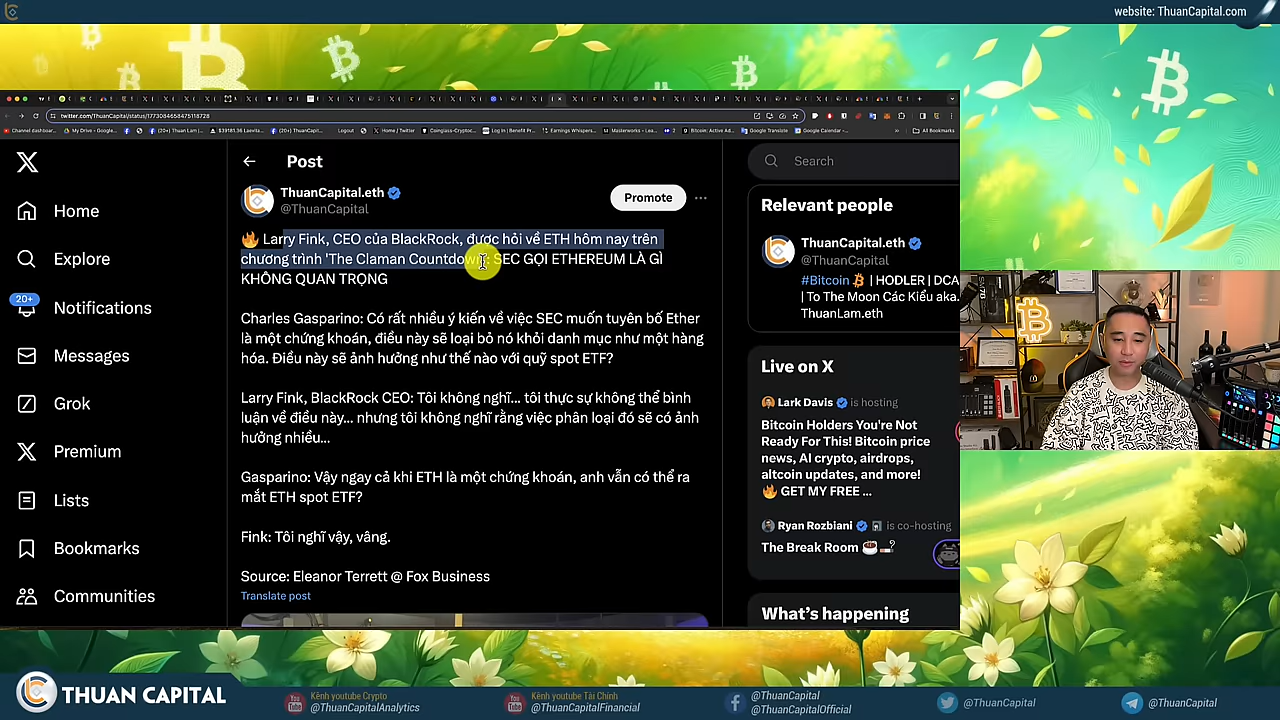 website: ThuanCapital.com
twitter.com/ThuanCapital/status/1773084658475118728
Post
ThuanCapital.eth
@ThuanCapital
Promote
🔥 Larry Fink, CEO của BlackRock, được hỏi về ETH hôm nay trên
chương trình 'The Claman Countdown': SEC GỌI ETHEREUM LÀ GÌ
KHÔNG QUAN TRỌNG
Charles Gasparino: Có rất nhiều ý kiến về việc SEC muốn tuyên bố Ether
là một chứng khoán, điều này sẽ loại bỏ nó khỏi danh mục như một hàng
hóa. Điều này sẽ ảnh hưởng như thế nào với quỹ spot ETF?
Larry Fink, BlackRock CEO: Tôi không nghĩ... tôi thực sự không thể bình
luận về điều này... nhưng tôi không nghĩ rằng việc phân loại đó sẽ có ảnh
hưởng nhiều...
Gasparino: Vậy ngay cả khi ETH là một chứng khoán, anh vẫn có thể ra
mắt ETH spot ETF?
Fink: Tôi nghĩ vậy, vâng.
Source: Eleanor Terrett @ Fox Business
Translate post
Home
Explore
20+
Notifications
Messages
Grok
Premium
Lists
Bookmarks
Communities
Search
Relevant people
ThuanCapital.eth
@ThuanCapital
#Bitcoin | HODLER | DCA
| To The Moon Các Kiểu aka.
ThuanLam.eth
Live on X
Lark Davis is hosting
Bitcoin Holders You're Not
Ready For This! Bitcoin price
news, AI crypto, airdrops,
altcoin updates, and more!
🔥 GET MY FREE ...
Ryan Rozbiani is co-hosting
The Break Room ☕🚬
What's happening
THUAN CAPITAL
Kênh youtube Crypto
@ThuanCapitalAnalytics
Kênh youtube Tài Chính
@ThuanCapitalFinancial
@ThuanCapital
@ThuanCapitalOfficial
@ThuanCapital
@ThuanCapital